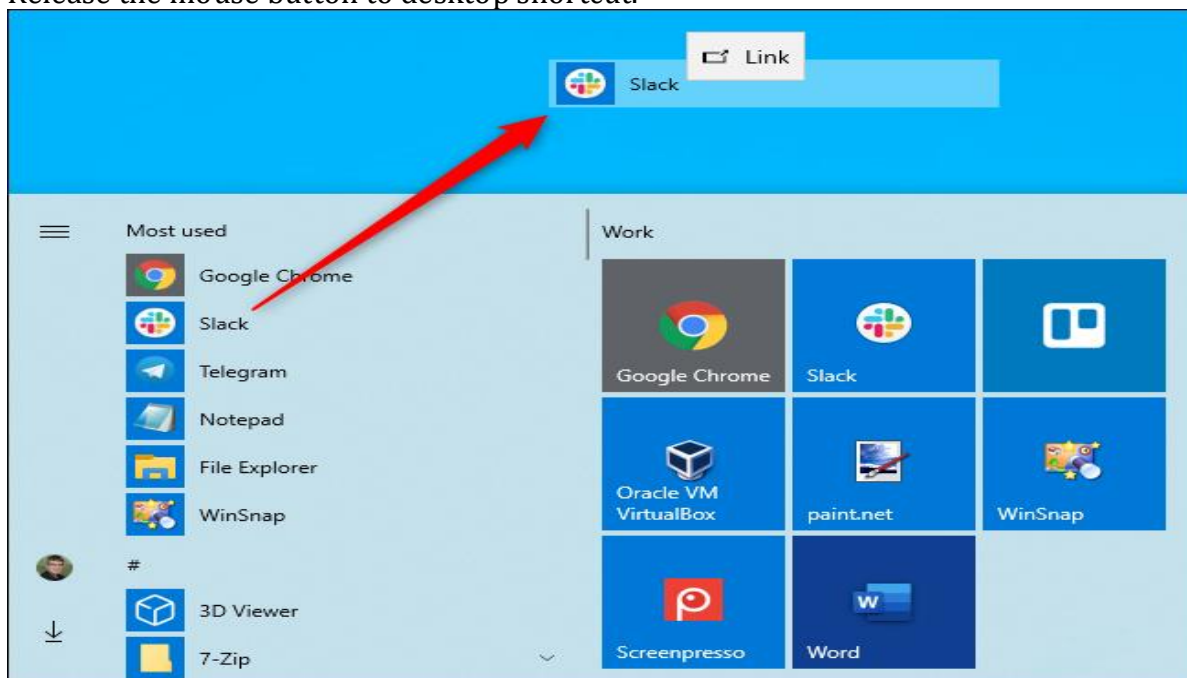 Release the mouse button to desktop shortcut.
Link
Slack
Most used
Google Chrome
Slack
Telegram
Notepad
File Explorer
WinSnap
#
3D Viewer
7-Zip
Work
Google Chrome
Slack
Oracle VM
VirtualBox
paint.net
WinSnap
Screenpresso
Word